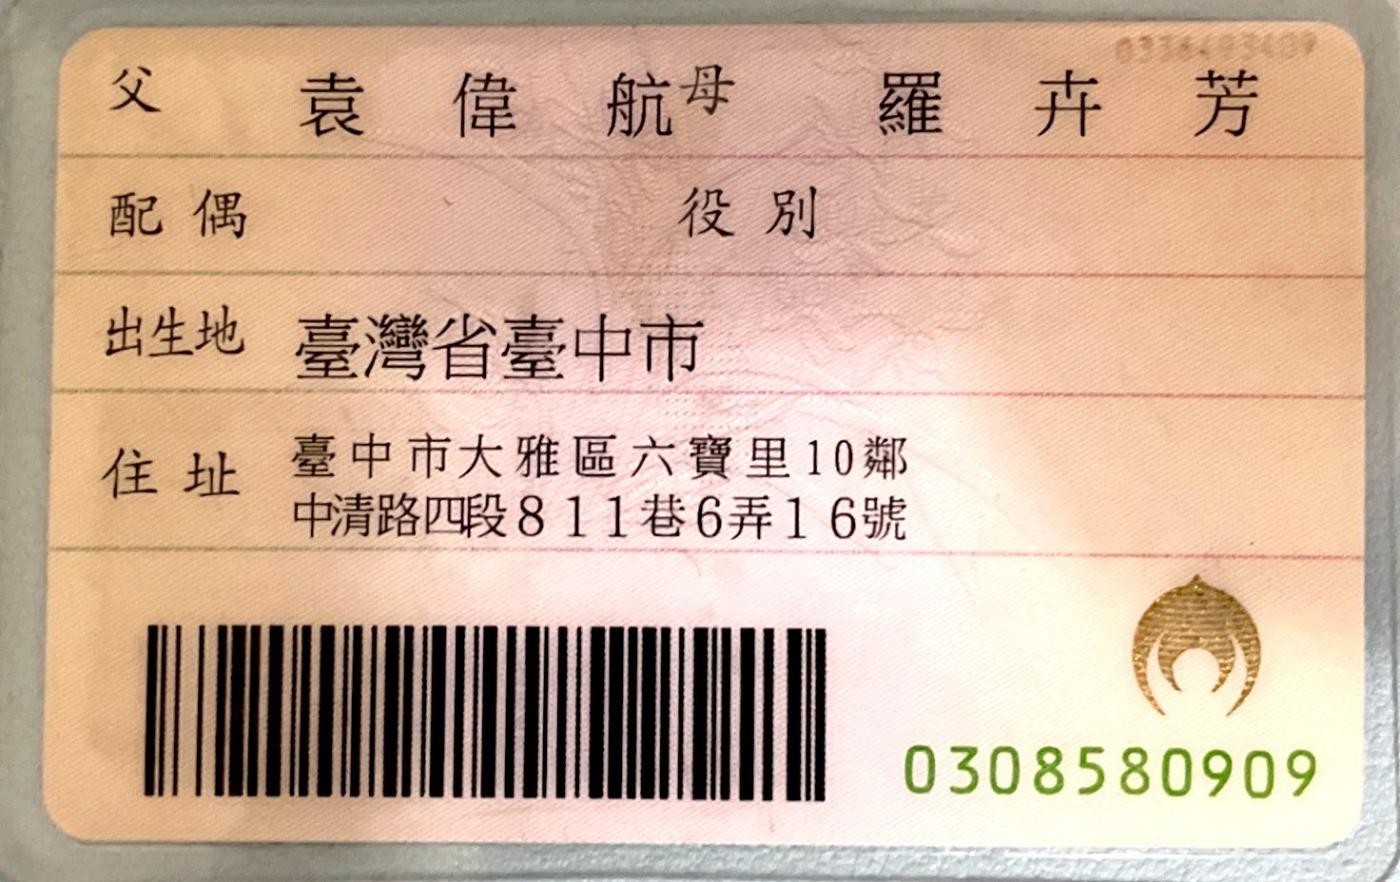 父 袁偉航 母 羅卉芳
配偶 役別
出生地 臺灣省臺中市
住址 臺中市大雅區六寶里10鄰
中清路四段811巷6弄16號
0308580909